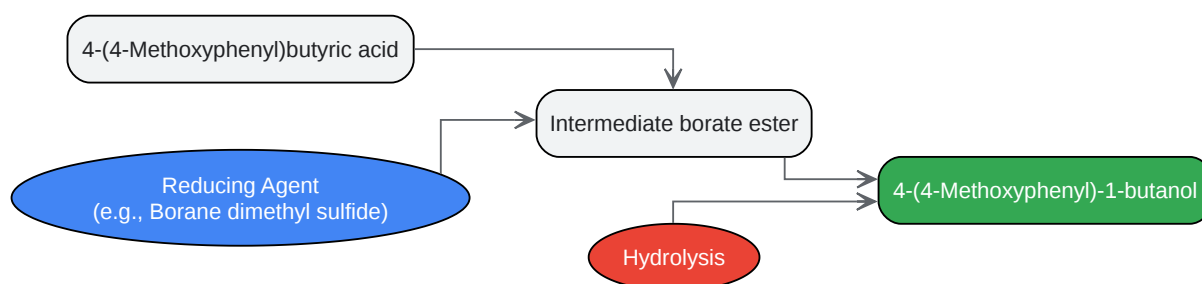 4-(4-Methoxyphenyl)butyric acid
Intermediate borate ester
Reducing Agent
(e.g., Borane dimethyl sulfide)
4-(4-Methoxyphenyl)-1-butanol
Hydrolysis